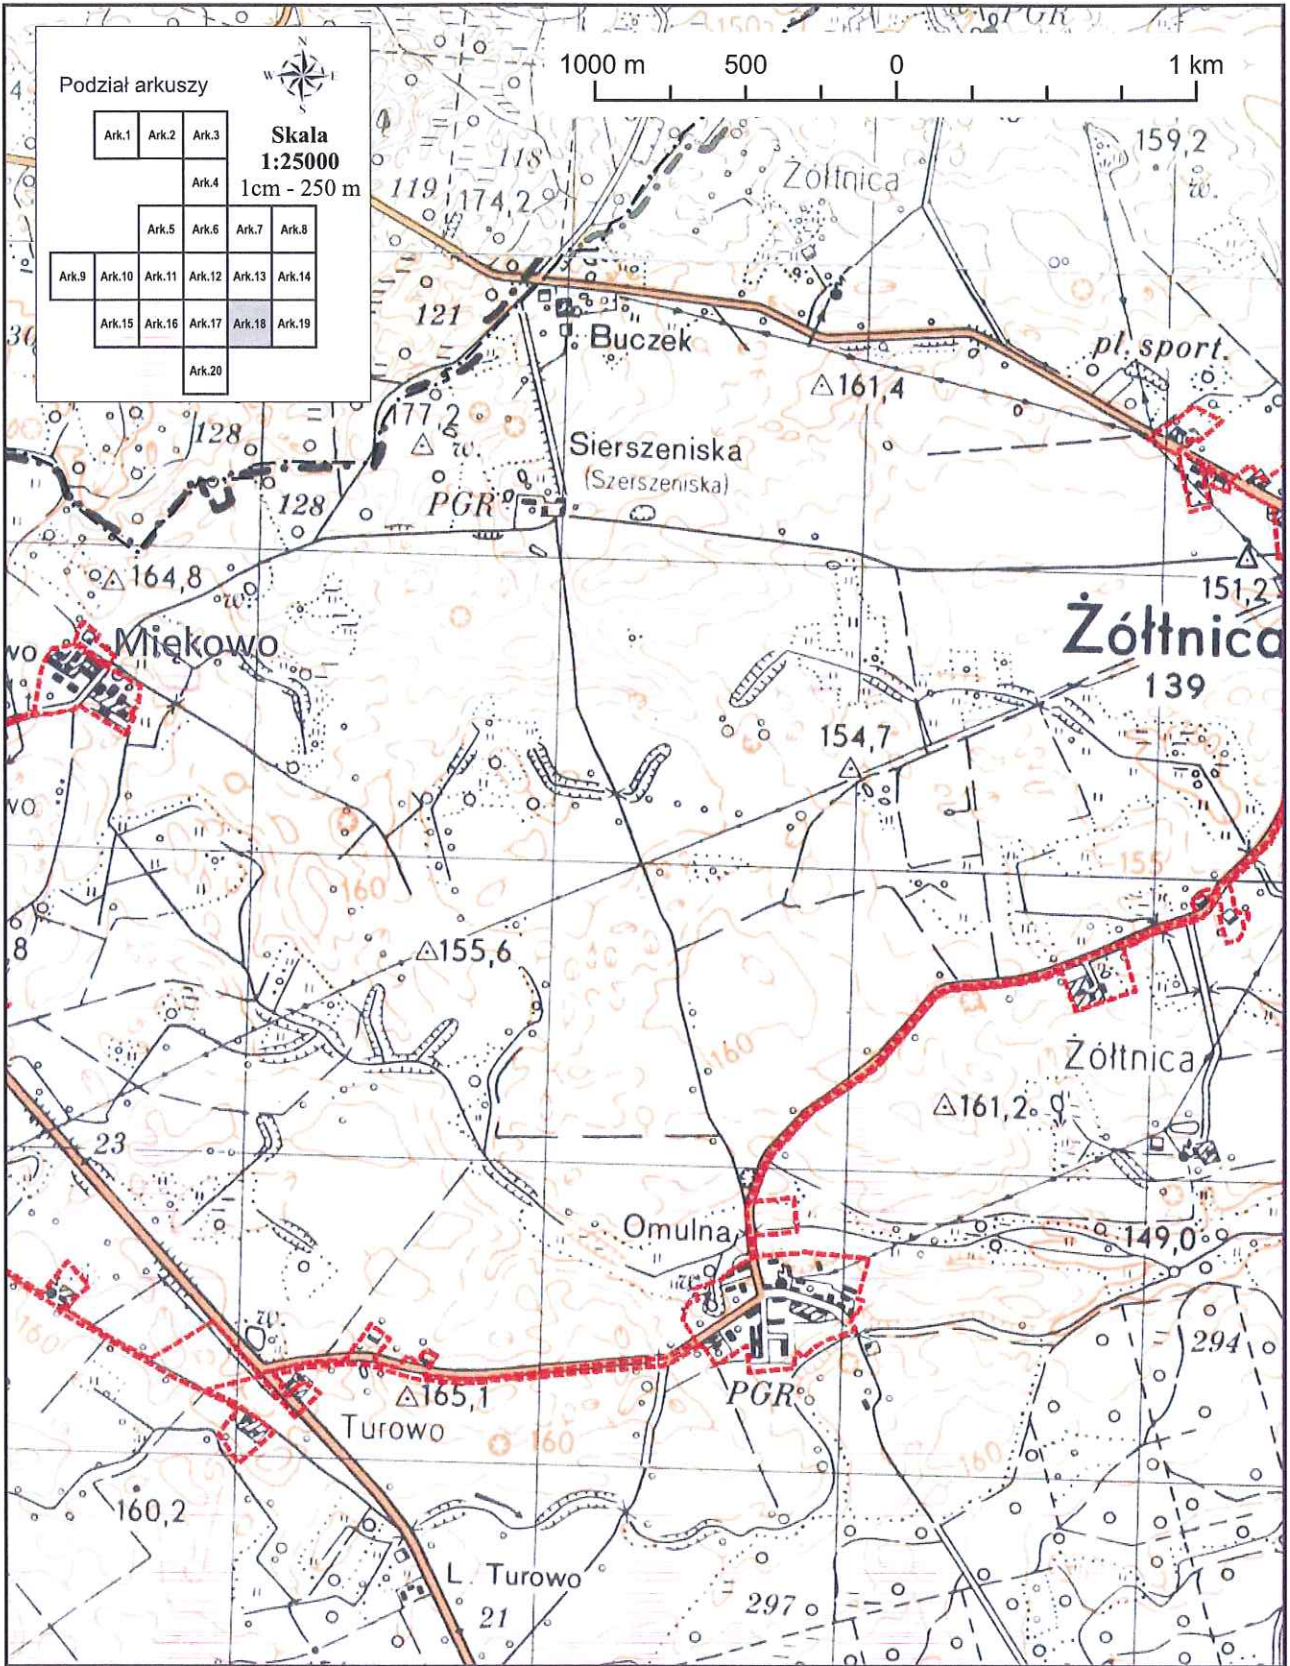 PGR
150
Podział arkuszy
N
W E
S
Ark.1 Ark.2 Ark.3
Ark.4
Ark.5 Ark.6 Ark.7 Ark.8
Ark.9 Ark.10 Ark.11 Ark.12 Ark.13 Ark.14
Ark.15 Ark.16 Ark.17 Ark.18 Ark.19
Ark.20
Skala
1:25000
1cm - 250 m
1000 m 500 0 1 km
4
118
119
174,2
Żółtnica
159,2
w.
121
Buczek
pl. sport.
161,4
177,2
w.
128
Sierszeniska
(Szerszeniska)
128
PGR
164,8
w.
151,2
Miękowo
wo
Żółtnica
139
154,7
wo
155
160
8
155,6
160
Żółtnica
161,2
23
Omulna
149,0
w.
w.
160
294
165,1
PGR
Turowo
160
160
160,2
L. Turowo
21
297